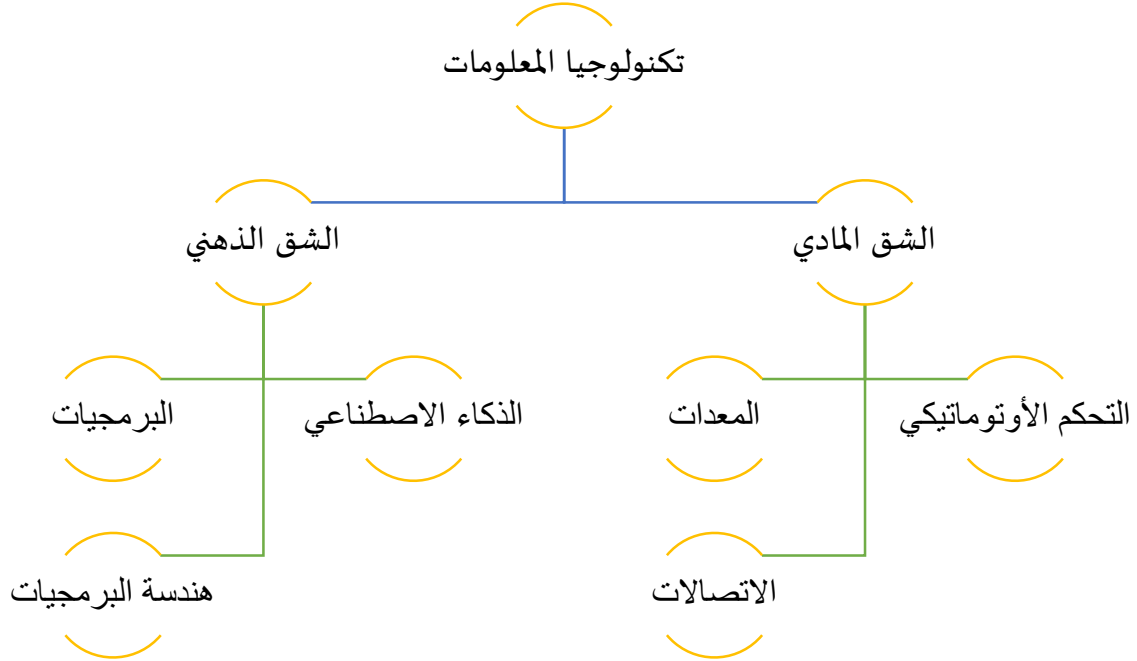 تكنولوجيا المعلومات
الشق المادي
الشق الذهني
التحكم الأوتوماتيكي
المعدات
الذكاء الاصطناعي
البرمجيات
الاتصالات
هندسة البرمجيات